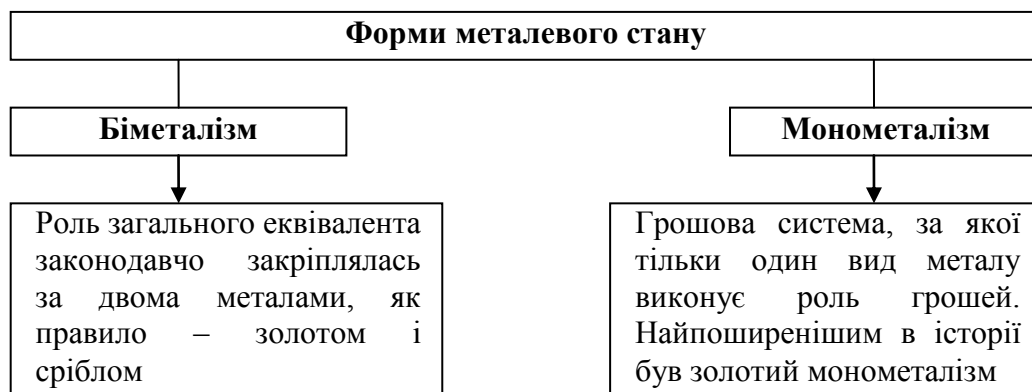 Форми металевого стану
Біметалізм
Монометалізм
Роль загального еквівалента
законодавчо закріплялась
за двома металами, як
правило – золотом і
сріблом
Грошова система, за якої
тільки один вид металу
виконує роль грошей.
Найпоширенішим в історії
був золотий монометалізм